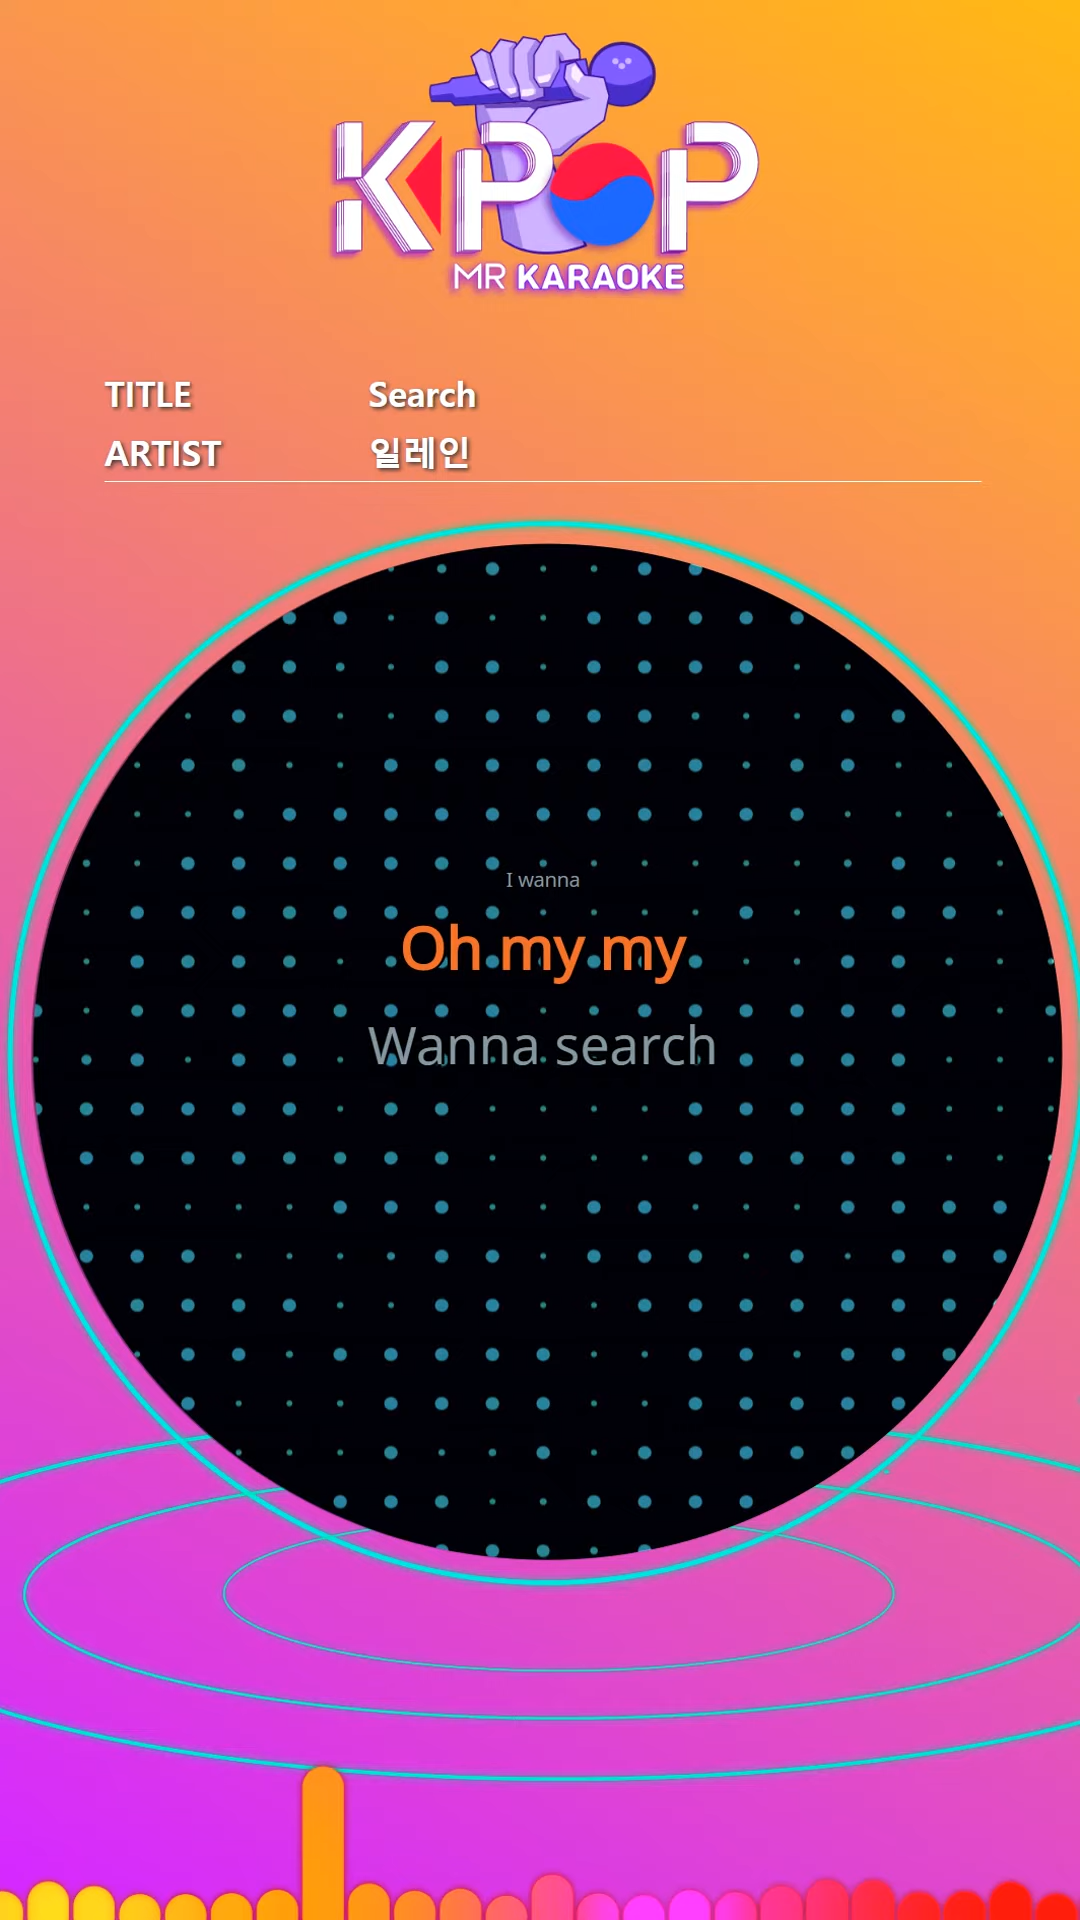 KPOP
MR KARAOKE
TITLE Search
ARTIST 일레인
I wanna
Oh my my
Wanna search